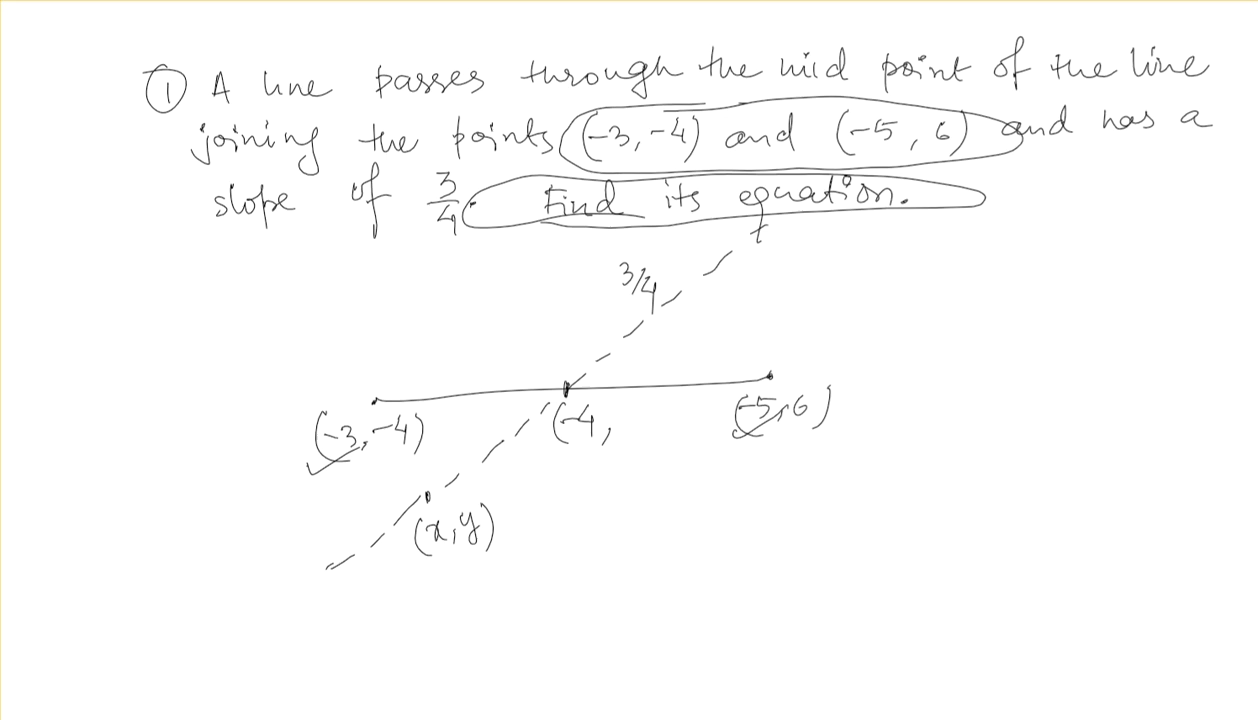 ① A line passes through the mid point of the line
joining the points (-3, -4) and (-5, 6) and has a
slope of 3/4. Find its equation.
3/4
(-3, -4)
(-4,
(-5, 6)
(x, y)